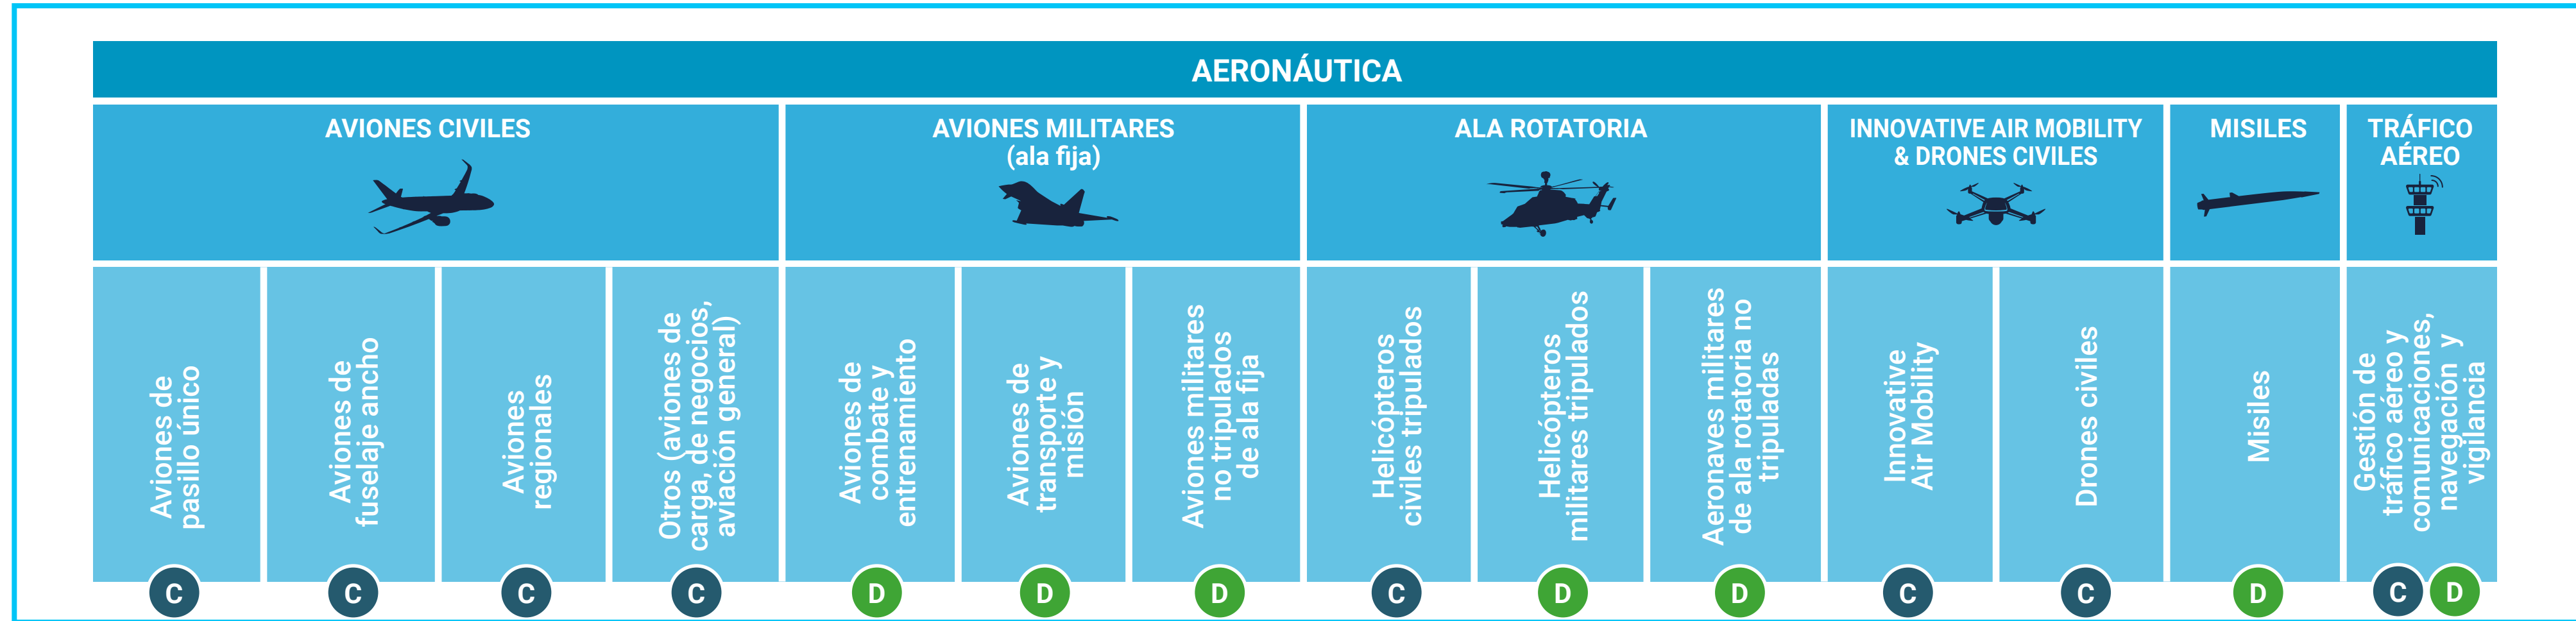 AERONÁUTICA
AVIONES CIVILES
AVIONES MILITARES
(ala fija)
ALA ROTATORIA
INNOVATIVE AIR MOBILITY
& DRONES CIVILES
MISILES
TRÁFICO
AÉREO
Aviones de
pasillo único
Aviones de
fuselaje ancho
Aviones
regionales
Otros (aviones de
carga, de negocios,
aviación general)
Aviones de
combate y
entrenamiento
Aviones de
transporte y
misión
Aviones militares
no tripulados
de ala fija
Helicópteros
civiles tripulados
Helicópteros
militares tripulados
Aeronaves militares
de ala rotatoria no
tripuladas
Innovative
Air Mobility
Drones civiles
Misiles
Gestión de
tráfico aéreo y
comunicaciones,
navegación y
vigilancia
C
C
C
C
D
D
D
C
D
D
C
C
D
C
D